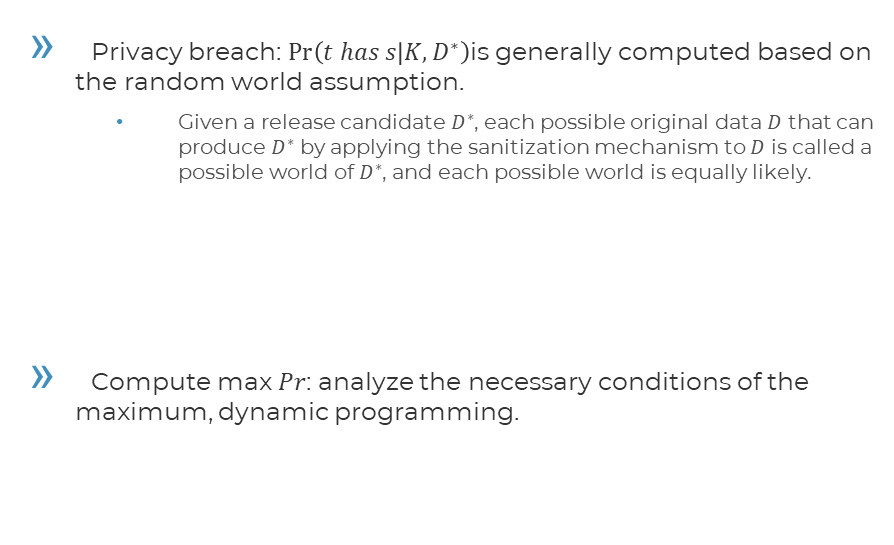 » Privacy breach: Pr(t has s|K, D*)is generally computed based on
the random world assumption.
• Given a release candidate D*, each possible original data D that can
produce D* by applying the sanitization mechanism to D is called a
possible world of D*, and each possible world is equally likely.
» Compute max Pr: analyze the necessary conditions of the
maximum, dynamic programming.